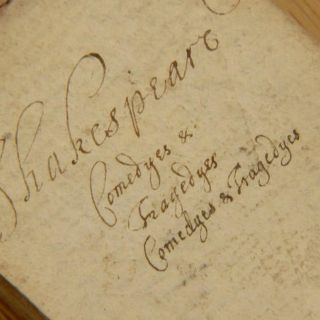 Shakespeare
Comedyes &
Tragedyes
Comedyes & Tragedyes